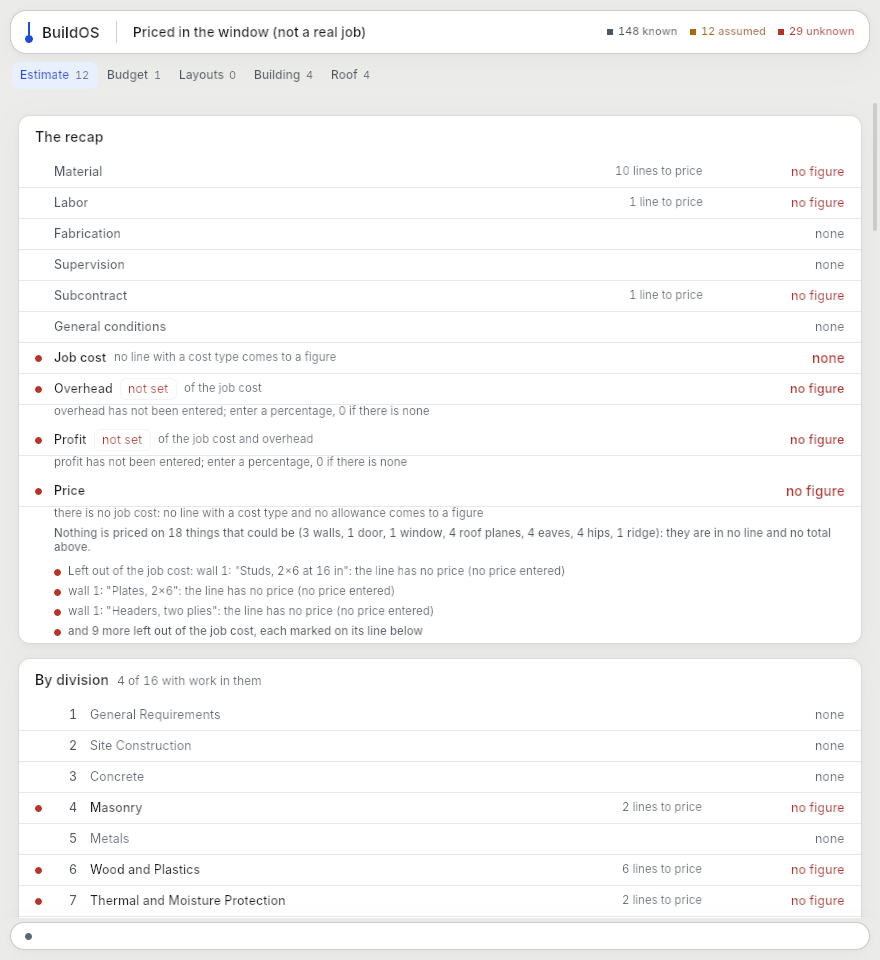 BuildOS Priced in the window (not a real job) 148 known 12 assumed 29 unknown
Estimate 12 Budget 1 Layouts 0 Building 4 Roof 4
The recap
Material 10 lines to price no figure
Labor 1 line to price no figure
Fabrication none
Supervision none
Subcontract 1 line to price no figure
General conditions none
Job cost no line with a cost type comes to a figure none
Overhead not set of the job cost no figure
overhead has not been entered; enter a percentage, 0 if there is none
Profit not set of the job cost and overhead no figure
profit has not been entered; enter a percentage, 0 if there is none
Price no figure
there is no job cost: no line with a cost type and no allowance comes to a figure
Nothing is priced on 18 things that could be (3 walls, 1 door, 1 window, 4 roof planes, 4 eaves, 4 hips, 1 ridge): they are in no line and no total
above.
Left out of the job cost: wall 1: "Studs, 2×6 at 16 in": the line has no price (no price entered)
wall 1: "Plates, 2×6": the line has no price (no price entered)
wall 1: "Headers, two plies": the line has no price (no price entered)
and 9 more left out of the job cost, each marked on its line below
By division 4 of 16 with work in them
1 General Requirements none
2 Site Construction none
3 Concrete none
4 Masonry 2 lines to price no figure
5 Metals none
6 Wood and Plastics 6 lines to price no figure
7 Thermal and Moisture Protection 2 lines to price no figure